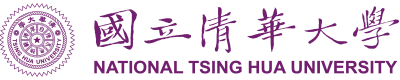 國立清華大學
NATIONAL TSING HUA UNIVERSITY